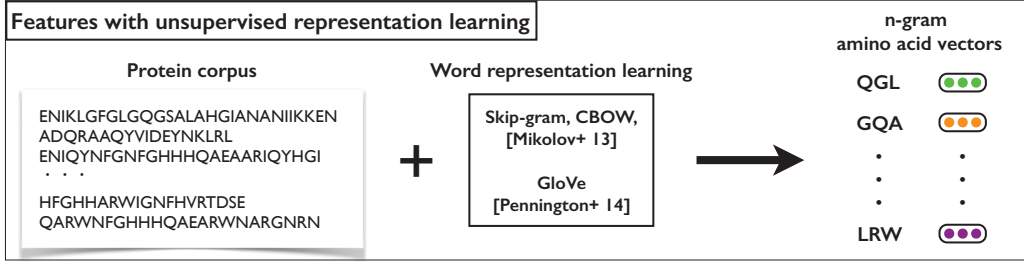 Features with unsupervised representation learning
Protein corpus
ENIKLGFGLGQGSALAHGIANANIIKKEN
ADQRAAQYVIDEYNKLRL
ENIQYNFGNFGHHHQAEAARIQYHGI
. . .
HFGHHARWIGNFHVRTDSE
QARWNFGHHHQAEARWNARGNRN
+
Word representation learning
Skip-gram, CBOW,
[Mikolov+ 13]
GloVe
[Pennington+ 14]
n-gram
amino acid vectors
QGL
GQA
. .
. .
. .
LRW